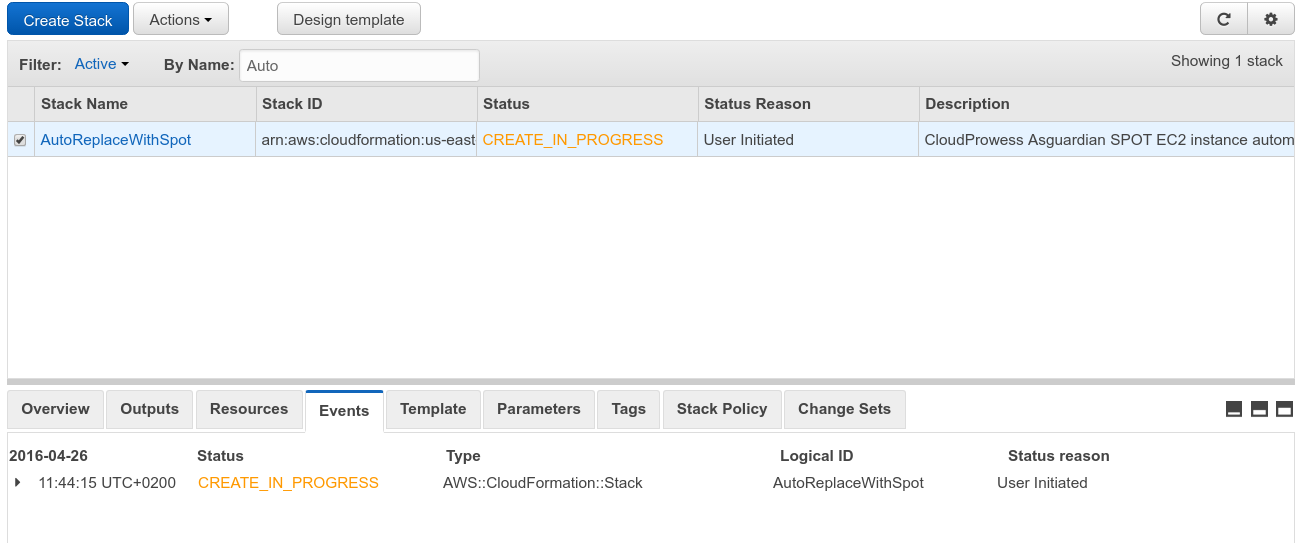 Create Stack Actions Design template
Filter: Active By Name: Auto Showing 1 stack
Stack Name Stack ID Status Status Reason Description
AutoReplaceWithSpot arn:aws:cloudformation:us-east CREATE_IN_PROGRESS User Initiated CloudProwess Asguardian SPOT EC2 instance autom
Overview Outputs Resources Events Template Parameters Tags Stack Policy Change Sets
2016-04-26 Status Type Logical ID Status reason
11:44:15 UTC+0200 CREATE_IN_PROGRESS AWS::CloudFormation::Stack AutoReplaceWithSpot User Initiated